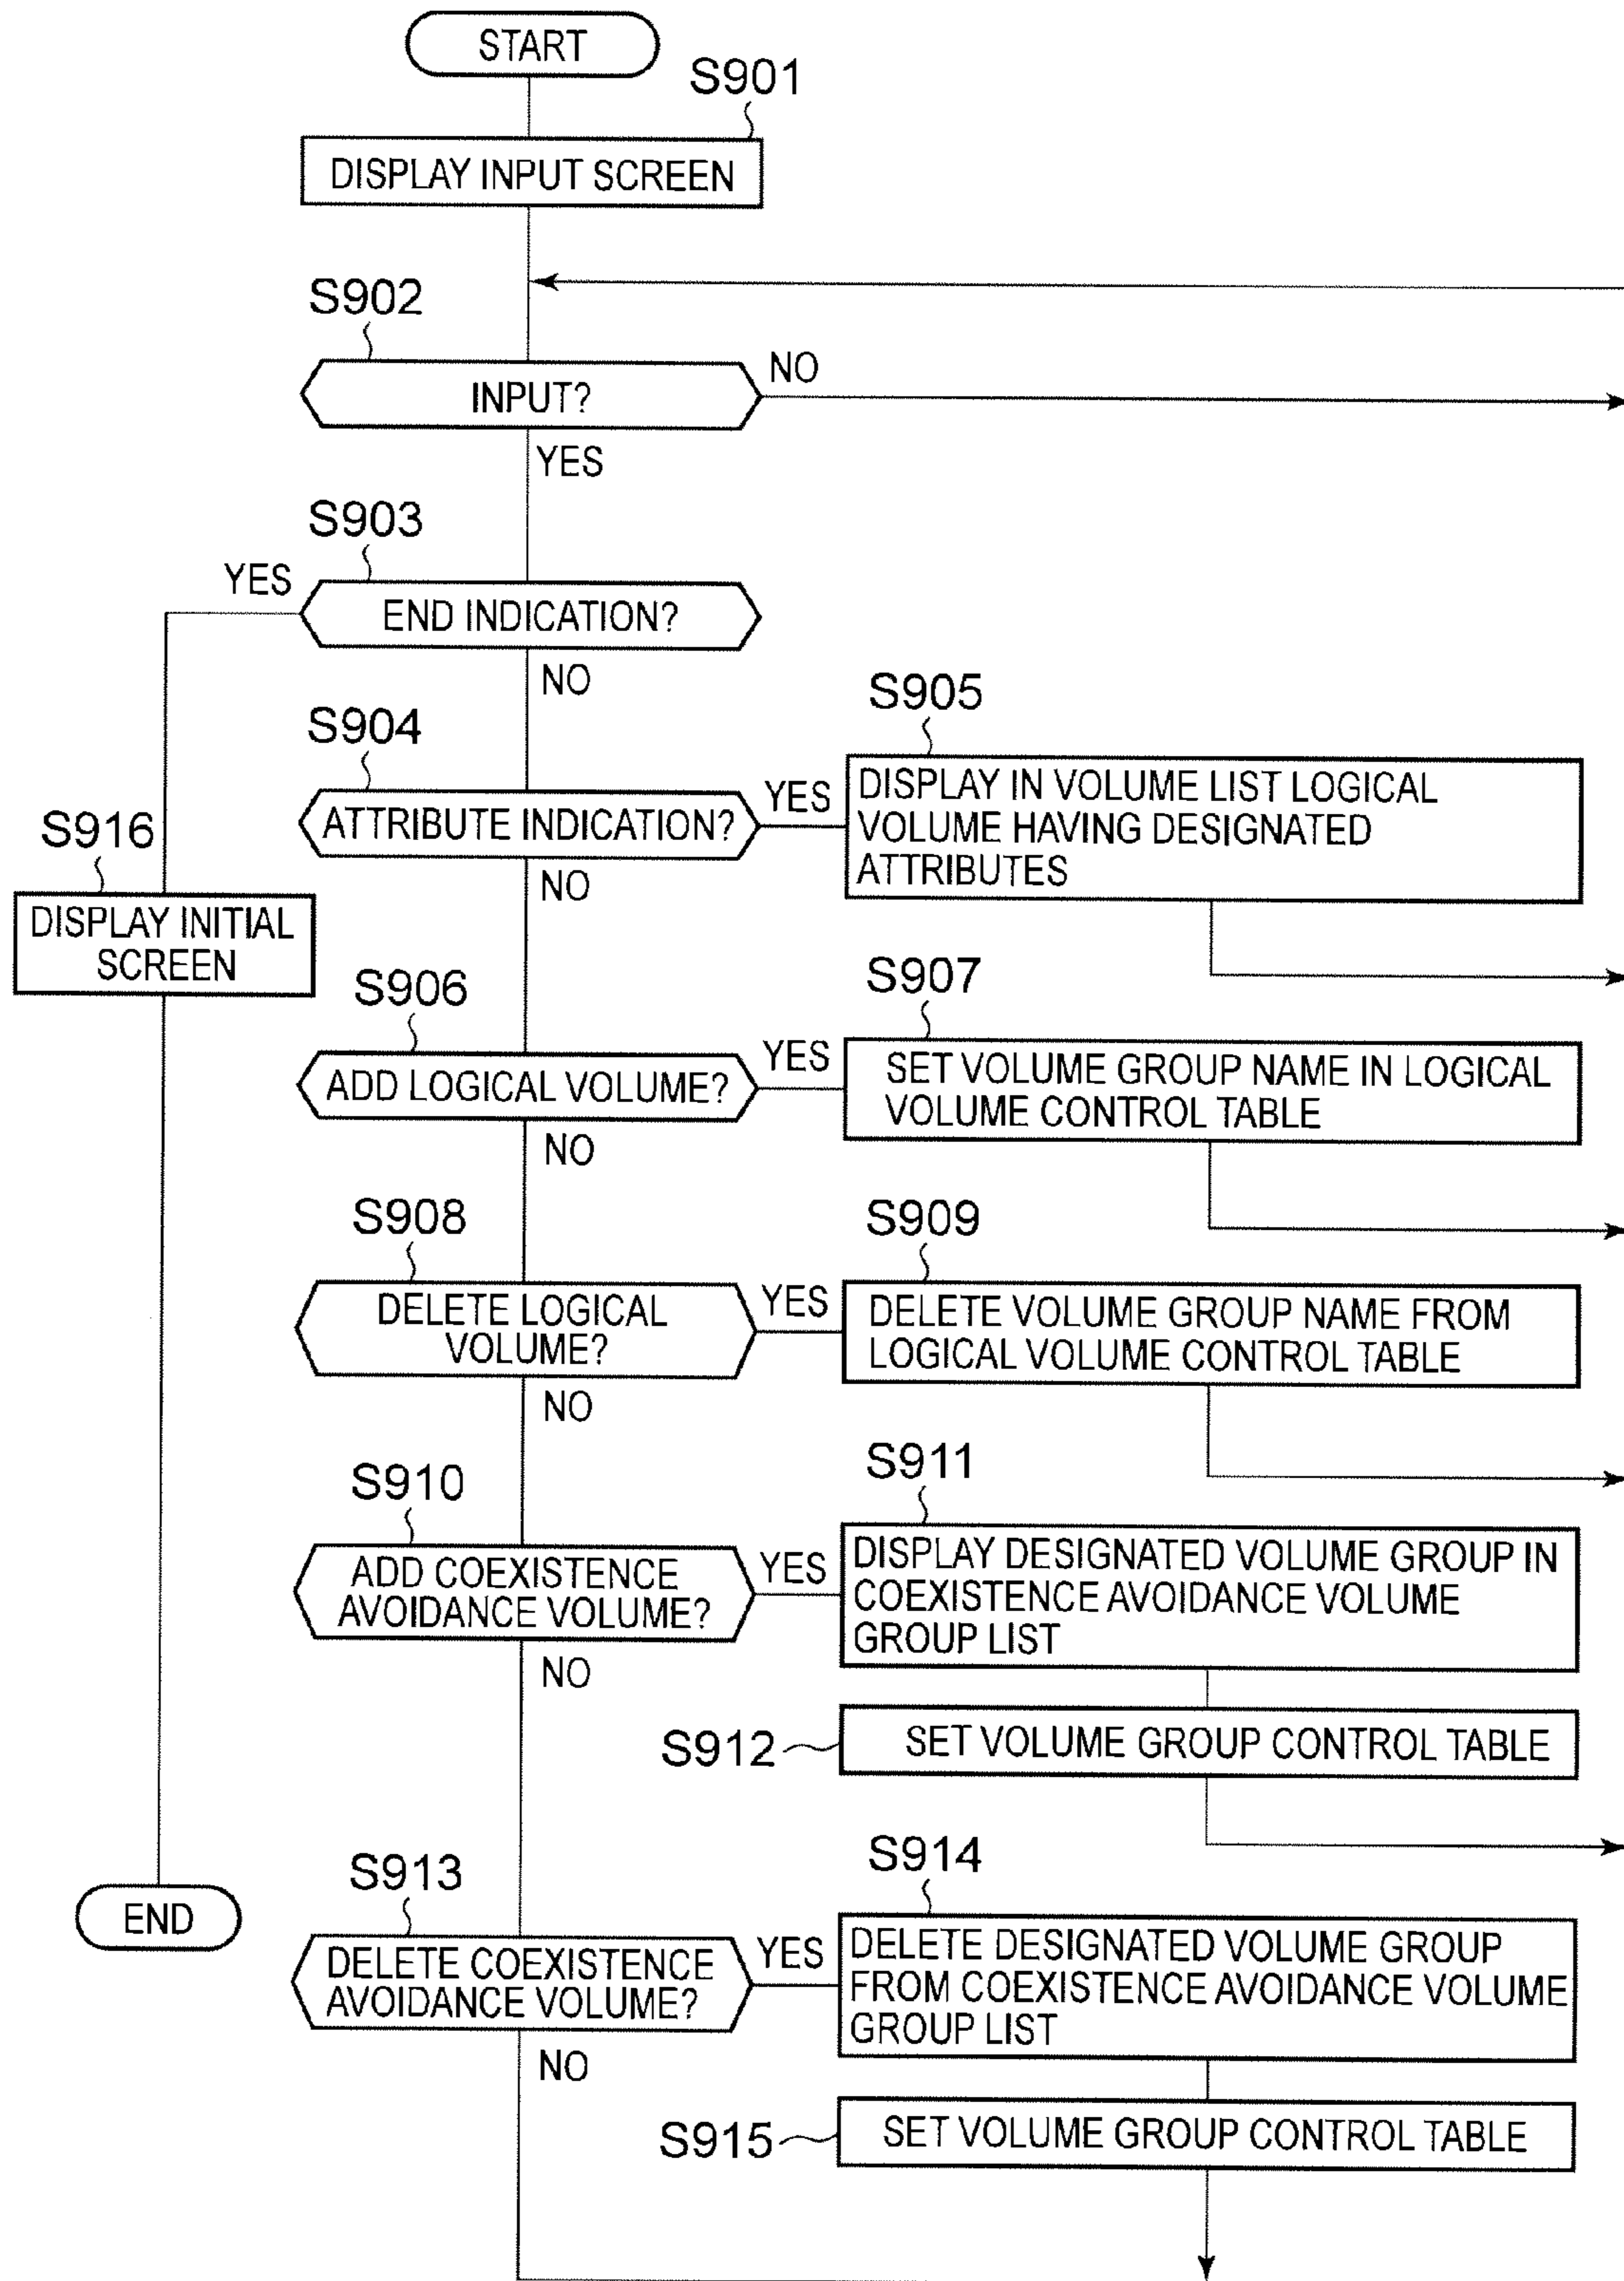 START
S901
DISPLAY INPUT SCREEN
S902
INPUT?
NO
YES
S903
YES
END INDICATION?
NO
S904
ATTRIBUTE INDICATION?
YES
S905
DISPLAY IN VOLUME LIST LOGICAL
VOLUME HAVING DESIGNATED
ATTRIBUTES
NO
S916
DISPLAY INITIAL
SCREEN
S906
ADD LOGICAL VOLUME?
YES
S907
SET VOLUME GROUP NAME IN LOGICAL
VOLUME CONTROL TABLE
NO
S908
DELETE LOGICAL
VOLUME?
YES
S909
DELETE VOLUME GROUP NAME FROM
LOGICAL VOLUME CONTROL TABLE
NO
S910
ADD COEXISTENCE
AVOIDANCE VOLUME?
YES
S911
DISPLAY DESIGNATED VOLUME GROUP IN
COEXISTENCE AVOIDANCE VOLUME
GROUP LIST
NO
S912
SET VOLUME GROUP CONTROL TABLE
END
S913
DELETE COEXISTENCE
AVOIDANCE VOLUME?
YES
S914
DELETE DESIGNATED VOLUME GROUP
FROM COEXISTENCE AVOIDANCE VOLUME
GROUP LIST
NO
S915
SET VOLUME GROUP CONTROL TABLE